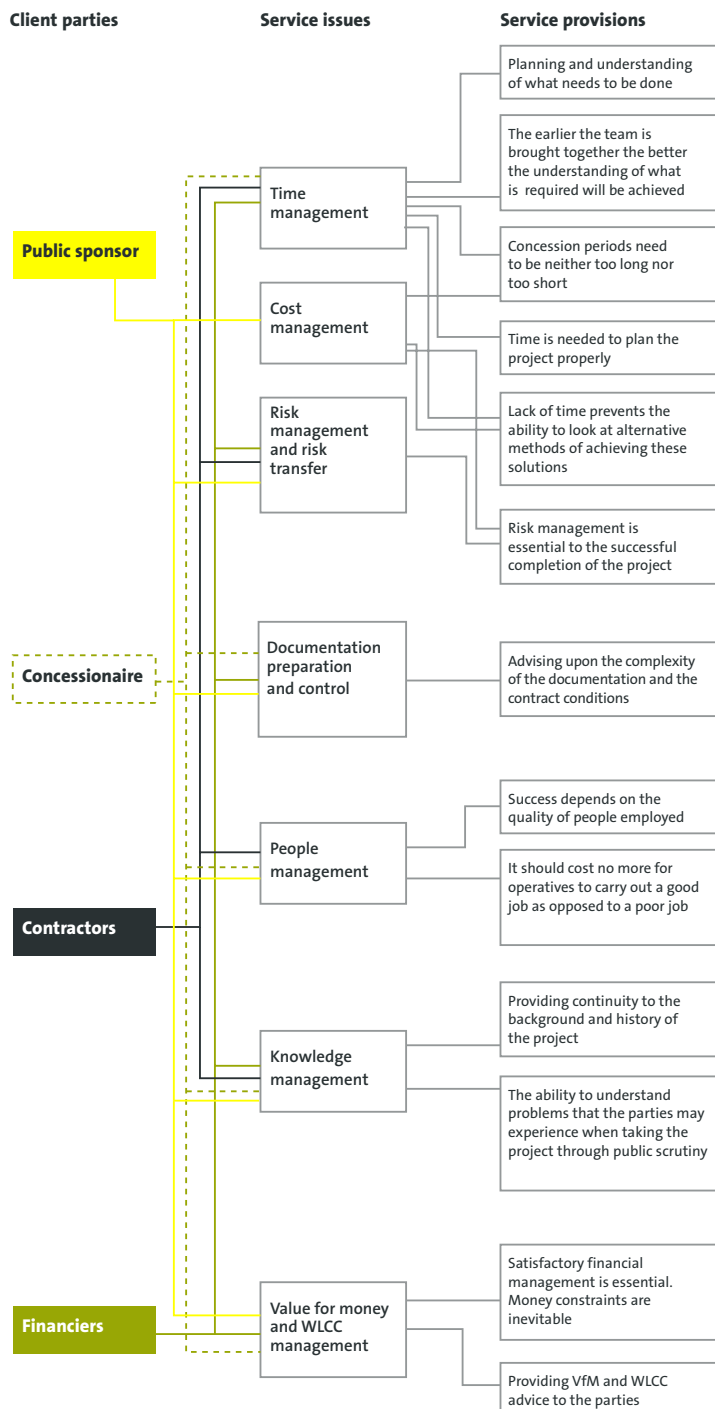 Client parties
Service issues
Service provisions
Public sponsor
Concessionaire
Contractors
Financiers
Time
management
Cost
management
Risk
management
and risk
transfer
Documentation
preparation
and control
People
management
Knowledge
management
Value for money
and WLCC
management
Planning and understanding
of what needs to be done
The earlier the team is
brought together the better
the understanding of what
is required will be achieved
Concession periods need
to be neither too long nor
too short
Time is needed to plan the
project properly
Lack of time prevents the
ability to look at alternative
methods of achieving these
solutions
Risk management is
essential to the successful
completion of the project
Advising upon the complexity
of the documentation and the
contract conditions
Success depends on the
quality of people employed
It should cost no more for
operatives to carry out a good
job as opposed to a poor job
Providing continuity to the
background and history of
the project
The ability to understand
problems that the parties may
experience when taking the
project through public scrutiny
Satisfactory financial
management is essential.
Money constraints are
inevitable
Providing VfM and WLCC
advice to the parties